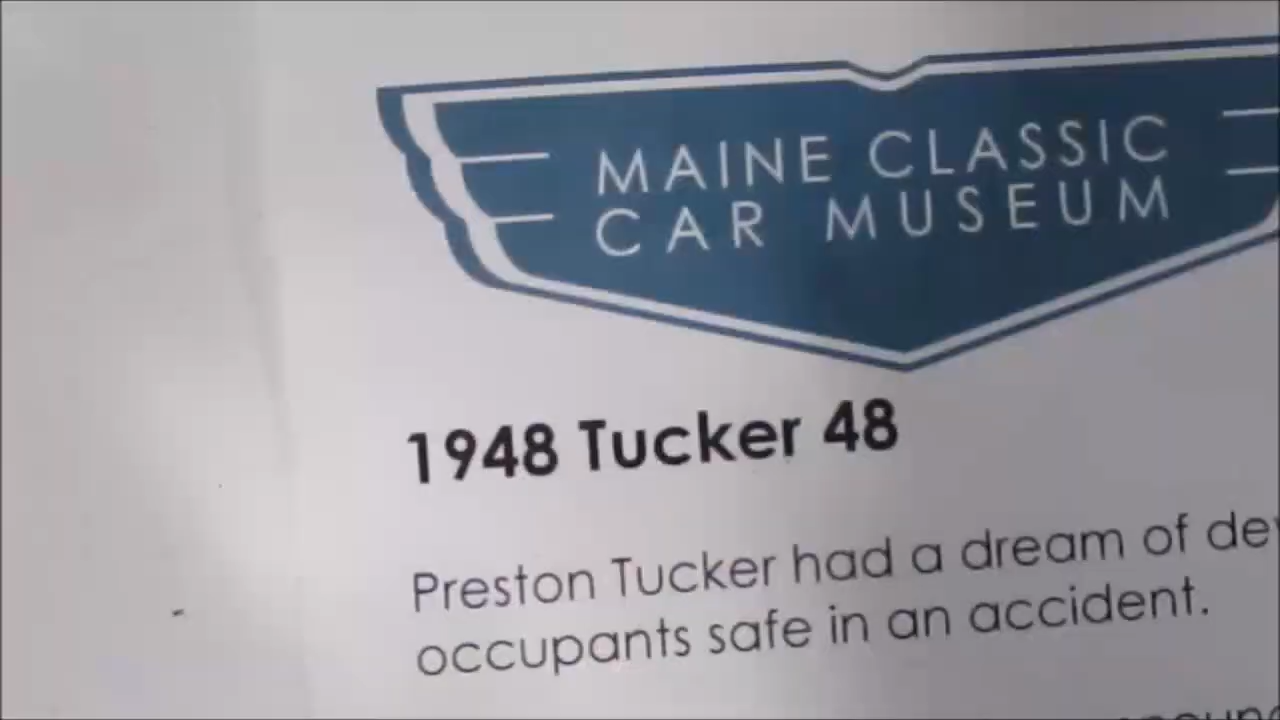 MAINE CLASSIC
CAR MUSEUM
1948 Tucker 48
Preston Tucker had a dream of
occupants safe in an accident.